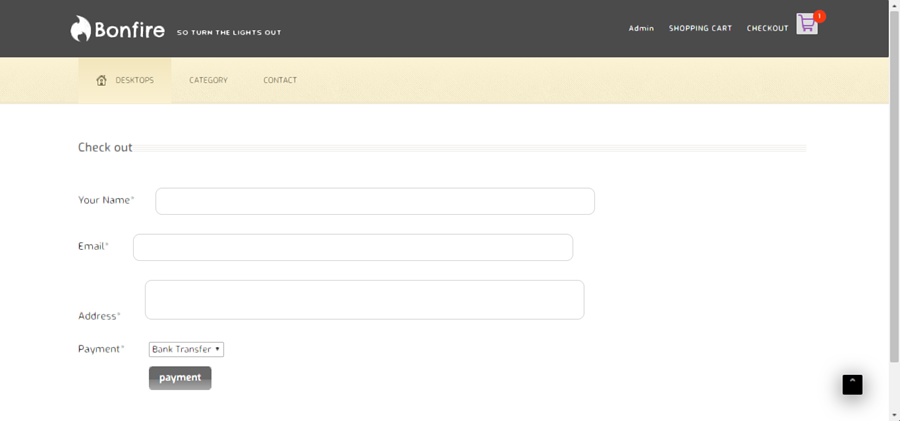 Bonfire SO TURN THE LIGHTS OUT Admin SHOPPING CART CHECKOUT 1
DESKTOPS CATEGORY CONTACT
Check out
Your Name*
Email*
Address*
Payment* Bank Transfer
payment